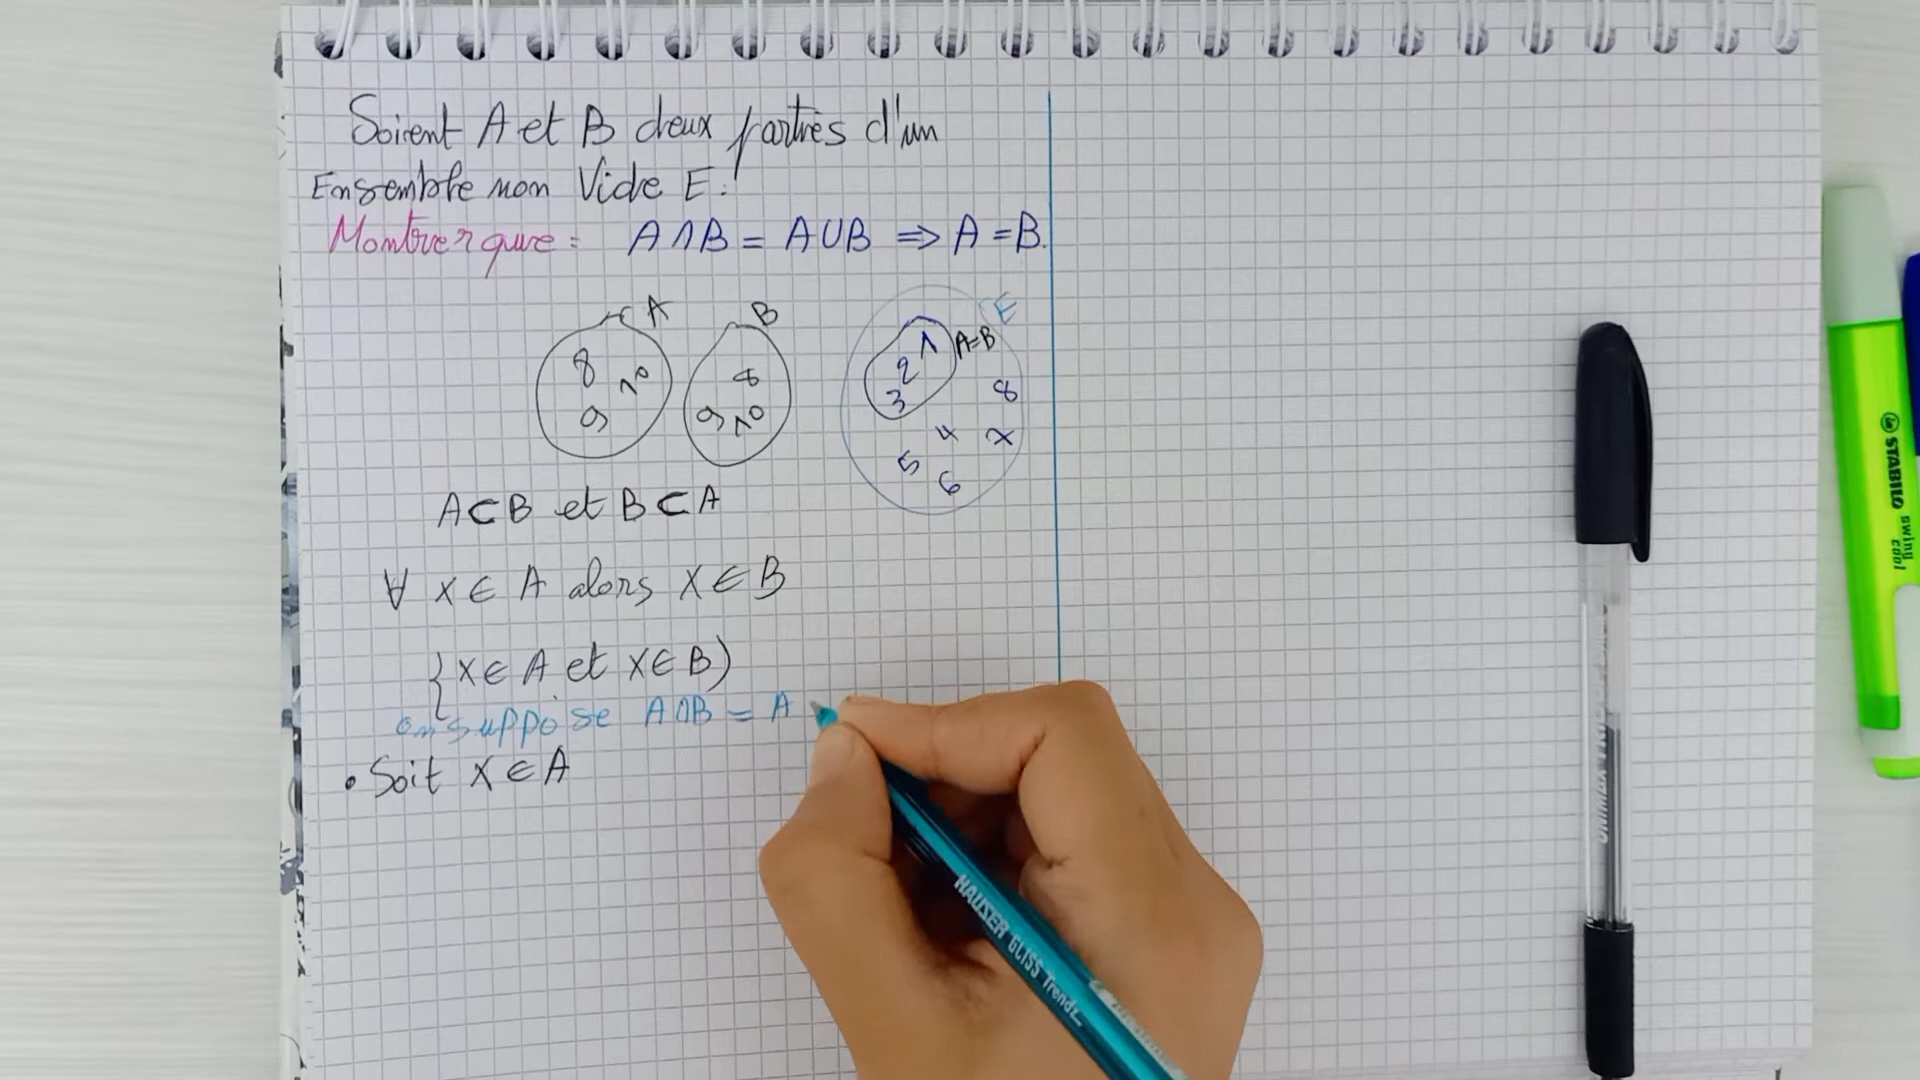 Soient A et B deux parties d'un
Ensemble non Vide E.
Montrer que : A∩B = A∪B ⇒ A = B.
A
B
E
8
10
9
8
9 10
1
A=B
2
3
8
4
7
5
6
A⊂B et B⊂A
∀ x ∈ A alors x ∈ B
{x ∈ A et x ∈ B)
on suppose A∩B = A
• Soit x ∈ A
HAUSER GLISS Trendz
STABILO
swing cool